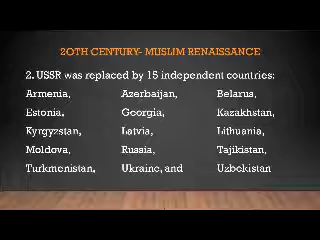 20TH CENTURY- MUSLIM RENAISSANCE
2. USSR was replaced by 15 independent countries:
Armenia, Azerbaijan, Belarus,
Estonia, Georgia, Kazakhstan,
Kyrgyzstan, Latvia, Lithuania,
Moldova, Russia, Tajikistan,
Turkmenistan, Ukraine, and Uzbekistan